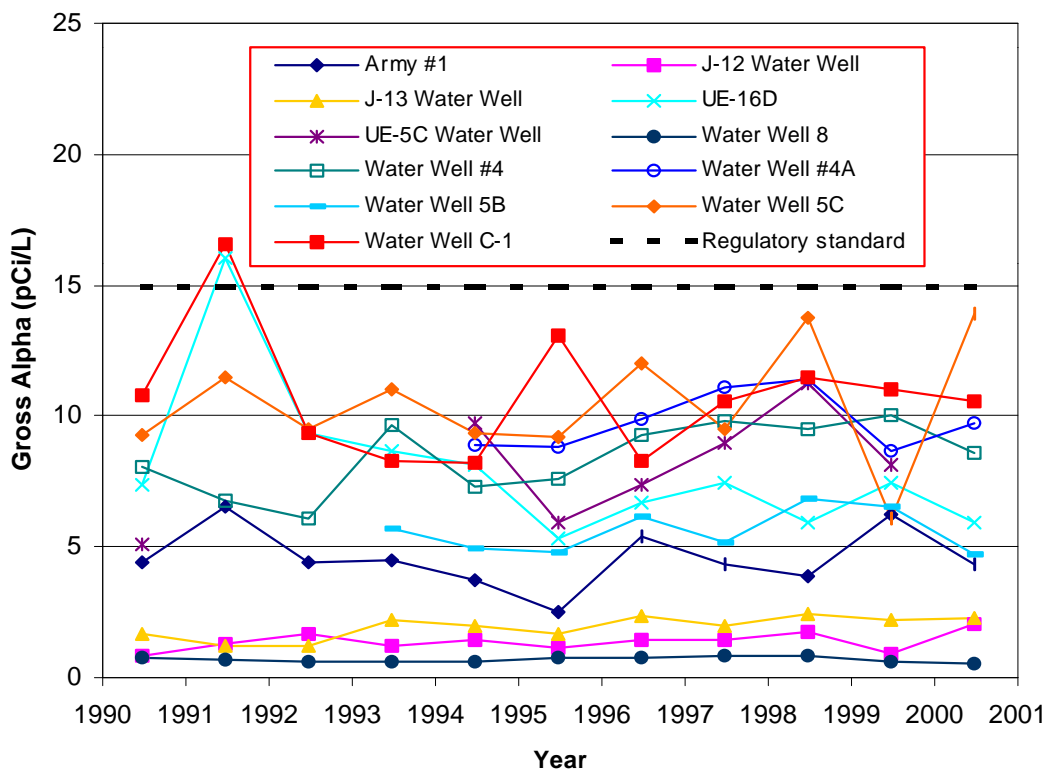 25
20
15
10
5
0
Gross Alpha (pCi/L)
Army #1 J-12 Water Well
J-13 Water Well UE-16D
UE-5C Water Well Water Well 8
Water Well #4 Water Well #4A
Water Well 5B Water Well 5C
Water Well C-1 Regulatory standard
1990 1991 1992 1993 1994 1995 1996 1997 1998 1999 2000 2001
Year